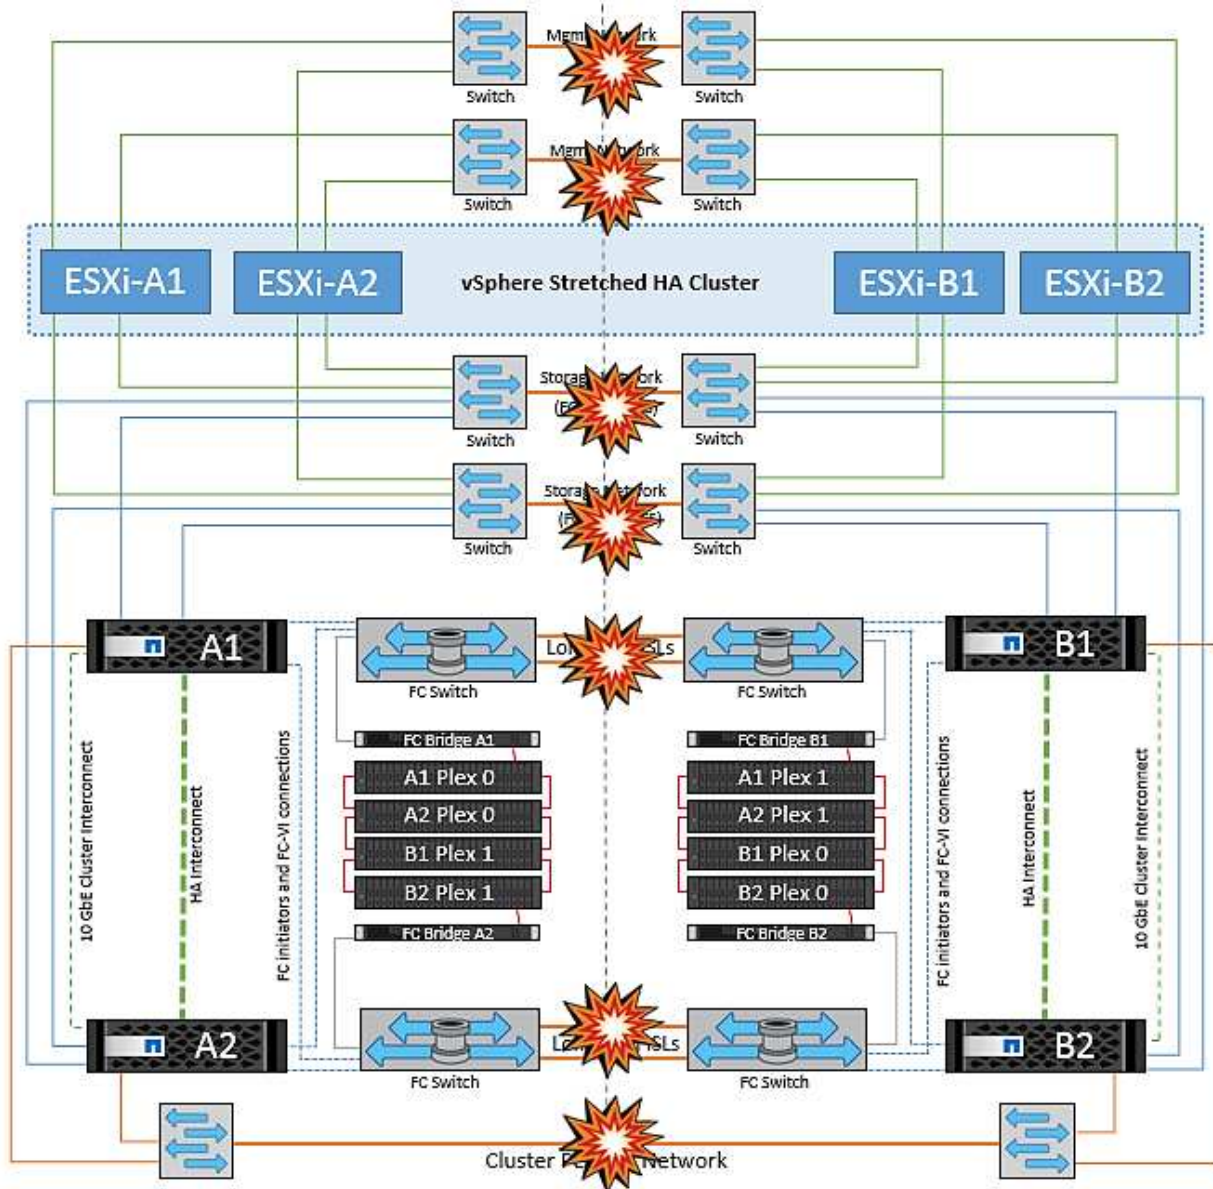 Switch
Switch
Switch
Switch
ESXi-A1
ESXi-A2
vSphere Stretched HA Cluster
ESXi-B1
ESXi-B2
Switch
Switch
Switch
Switch
A1
B1
FC Switch
FC Switch
FC Bridge A1
FC Bridge B1
A1 Plex 0
A1 Plex 1
A2 Plex 0
A2 Plex 1
B1 Plex 1
B1 Plex 0
B2 Plex 1
B2 Plex 0
FC Bridge A2
FC Bridge B2
10 GbE Cluster Interconnect
HA Interconnect
FC initiators and FC-VI connections
FC initiators and FC-VI connections
HA Interconnect
10 GbE Cluster Interconnect
A2
B2
FC Switch
FC Switch
Cluster Network